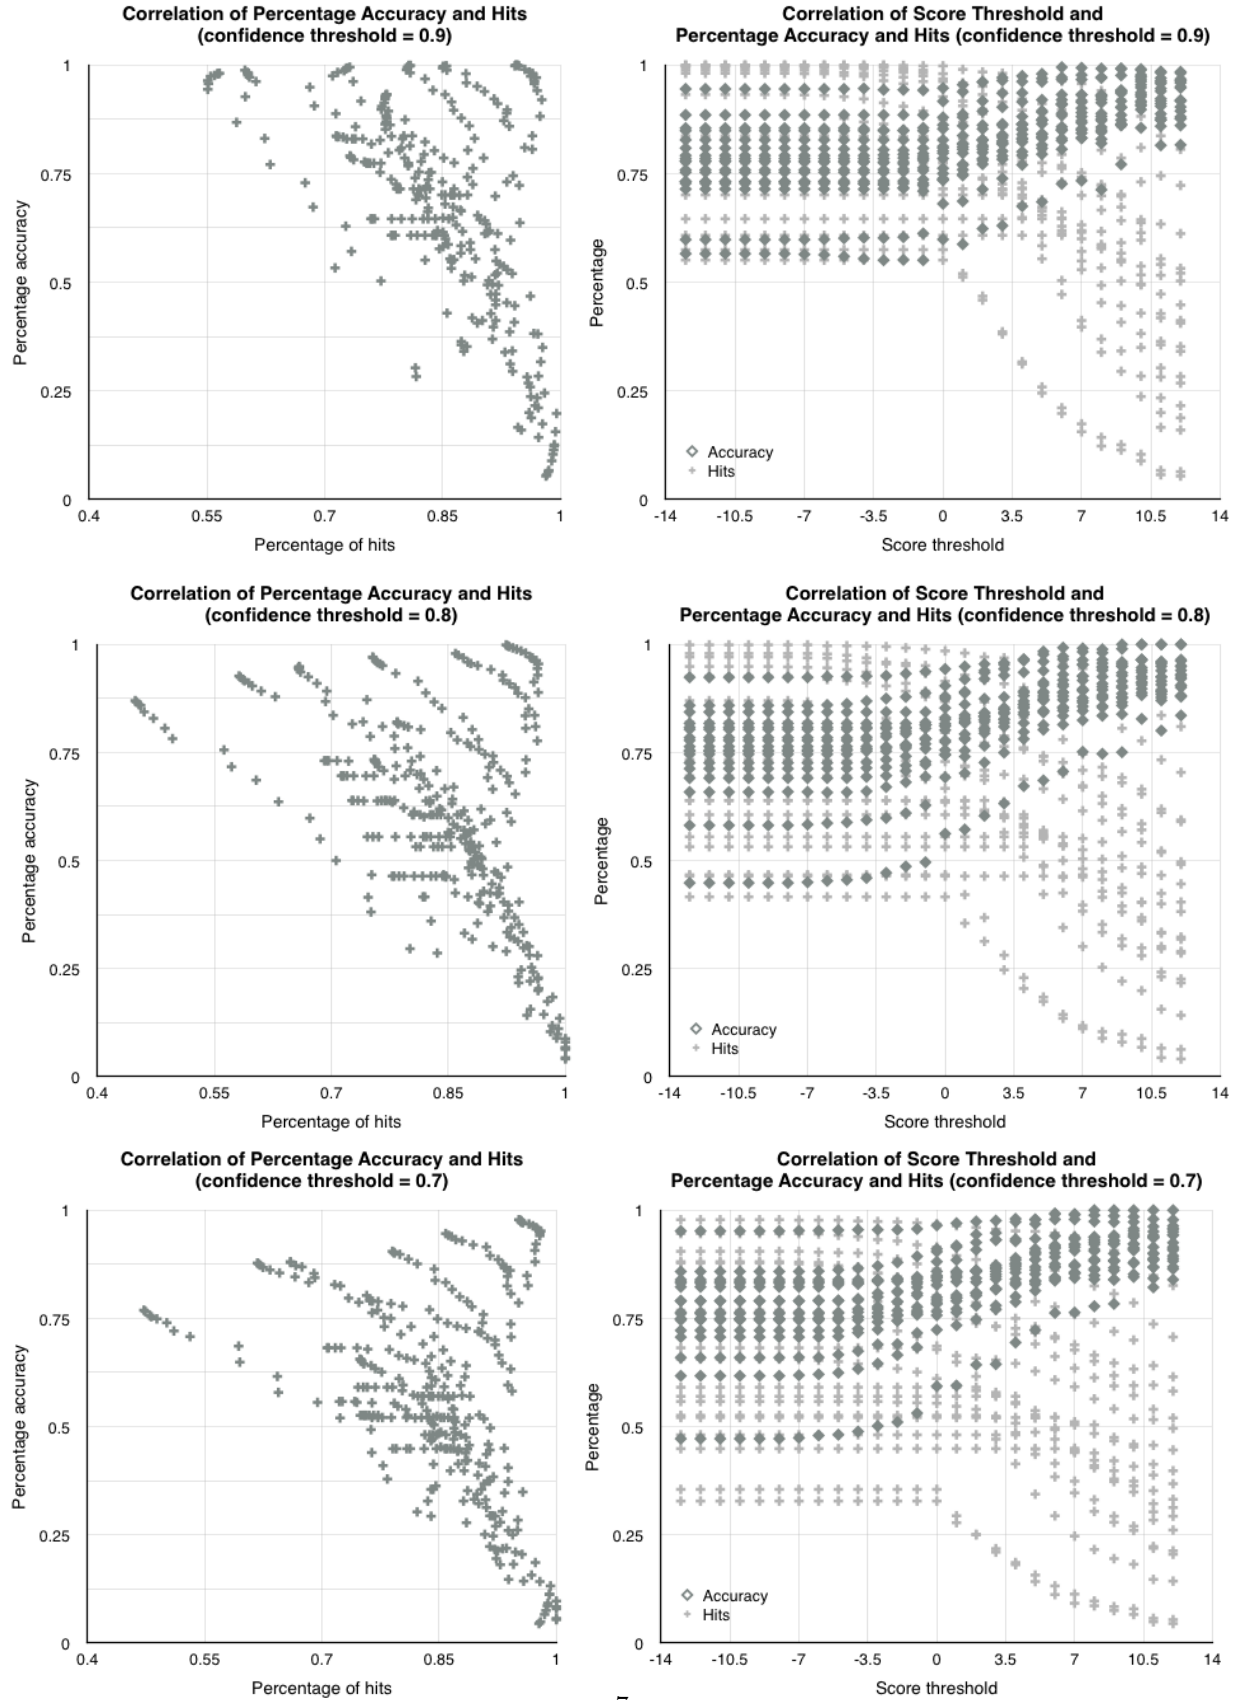 Correlation of Percentage Accuracy and Hits
(confidence threshold = 0.9)
1
0.75
0.5
0.25
0
Percentage accuracy
0.4 0.55 0.7 0.85 1
Percentage of hits
Correlation of Score Threshold and
Percentage Accuracy and Hits (confidence threshold = 0.9)
1
0.75
0.5
0.25
0
Percentage
Accuracy
Hits
-14 -10.5 -7 -3.5 0 3.5 7 10.5 14
Score threshold
Correlation of Percentage Accuracy and Hits
(confidence threshold = 0.8)
1
0.75
0.5
0.25
0
Percentage accuracy
0.4 0.55 0.7 0.85 1
Percentage of hits
Correlation of Score Threshold and
Percentage Accuracy and Hits (confidence threshold = 0.8)
1
0.75
0.5
0.25
0
Percentage
Accuracy
Hits
-14 -10.5 -7 -3.5 0 3.5 7 10.5 14
Score threshold
Correlation of Percentage Accuracy and Hits
(confidence threshold = 0.7)
1
0.75
0.5
0.25
0
Percentage accuracy
0.4 0.55 0.7 0.85 1
Percentage of hits
Correlation of Score Threshold and
Percentage Accuracy and Hits (confidence threshold = 0.7)
1
0.75
0.5
0.25
0
Percentage
Accuracy
Hits
-14 -10.5 -7 -3.5 0 3.5 7 10.5 14
Score threshold